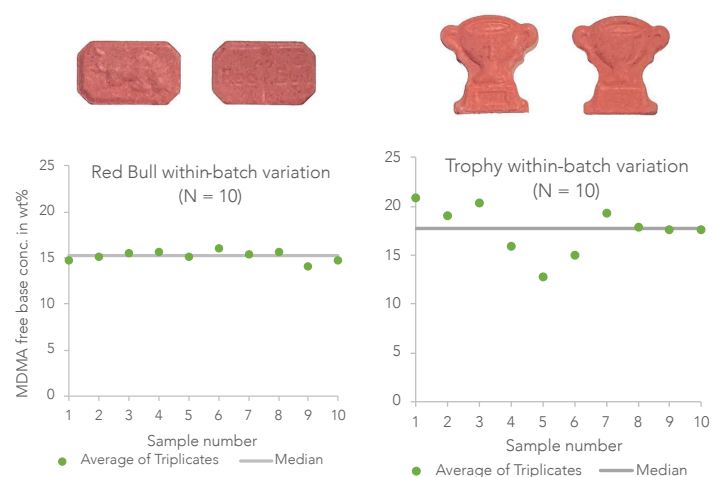 Red Bull within-batch variation
(N = 10)
MDMA free base conc. in wt%
25
20
15
10
5
0
1 2 3 4 5 6 7 8 9 10
Sample number
Average of Triplicates Median
Trophy within-batch variation
(N = 10)
25
20
15
10
5
0
1 2 3 4 5 6 7 8 9 10
Sample number
Average of Triplicates Median